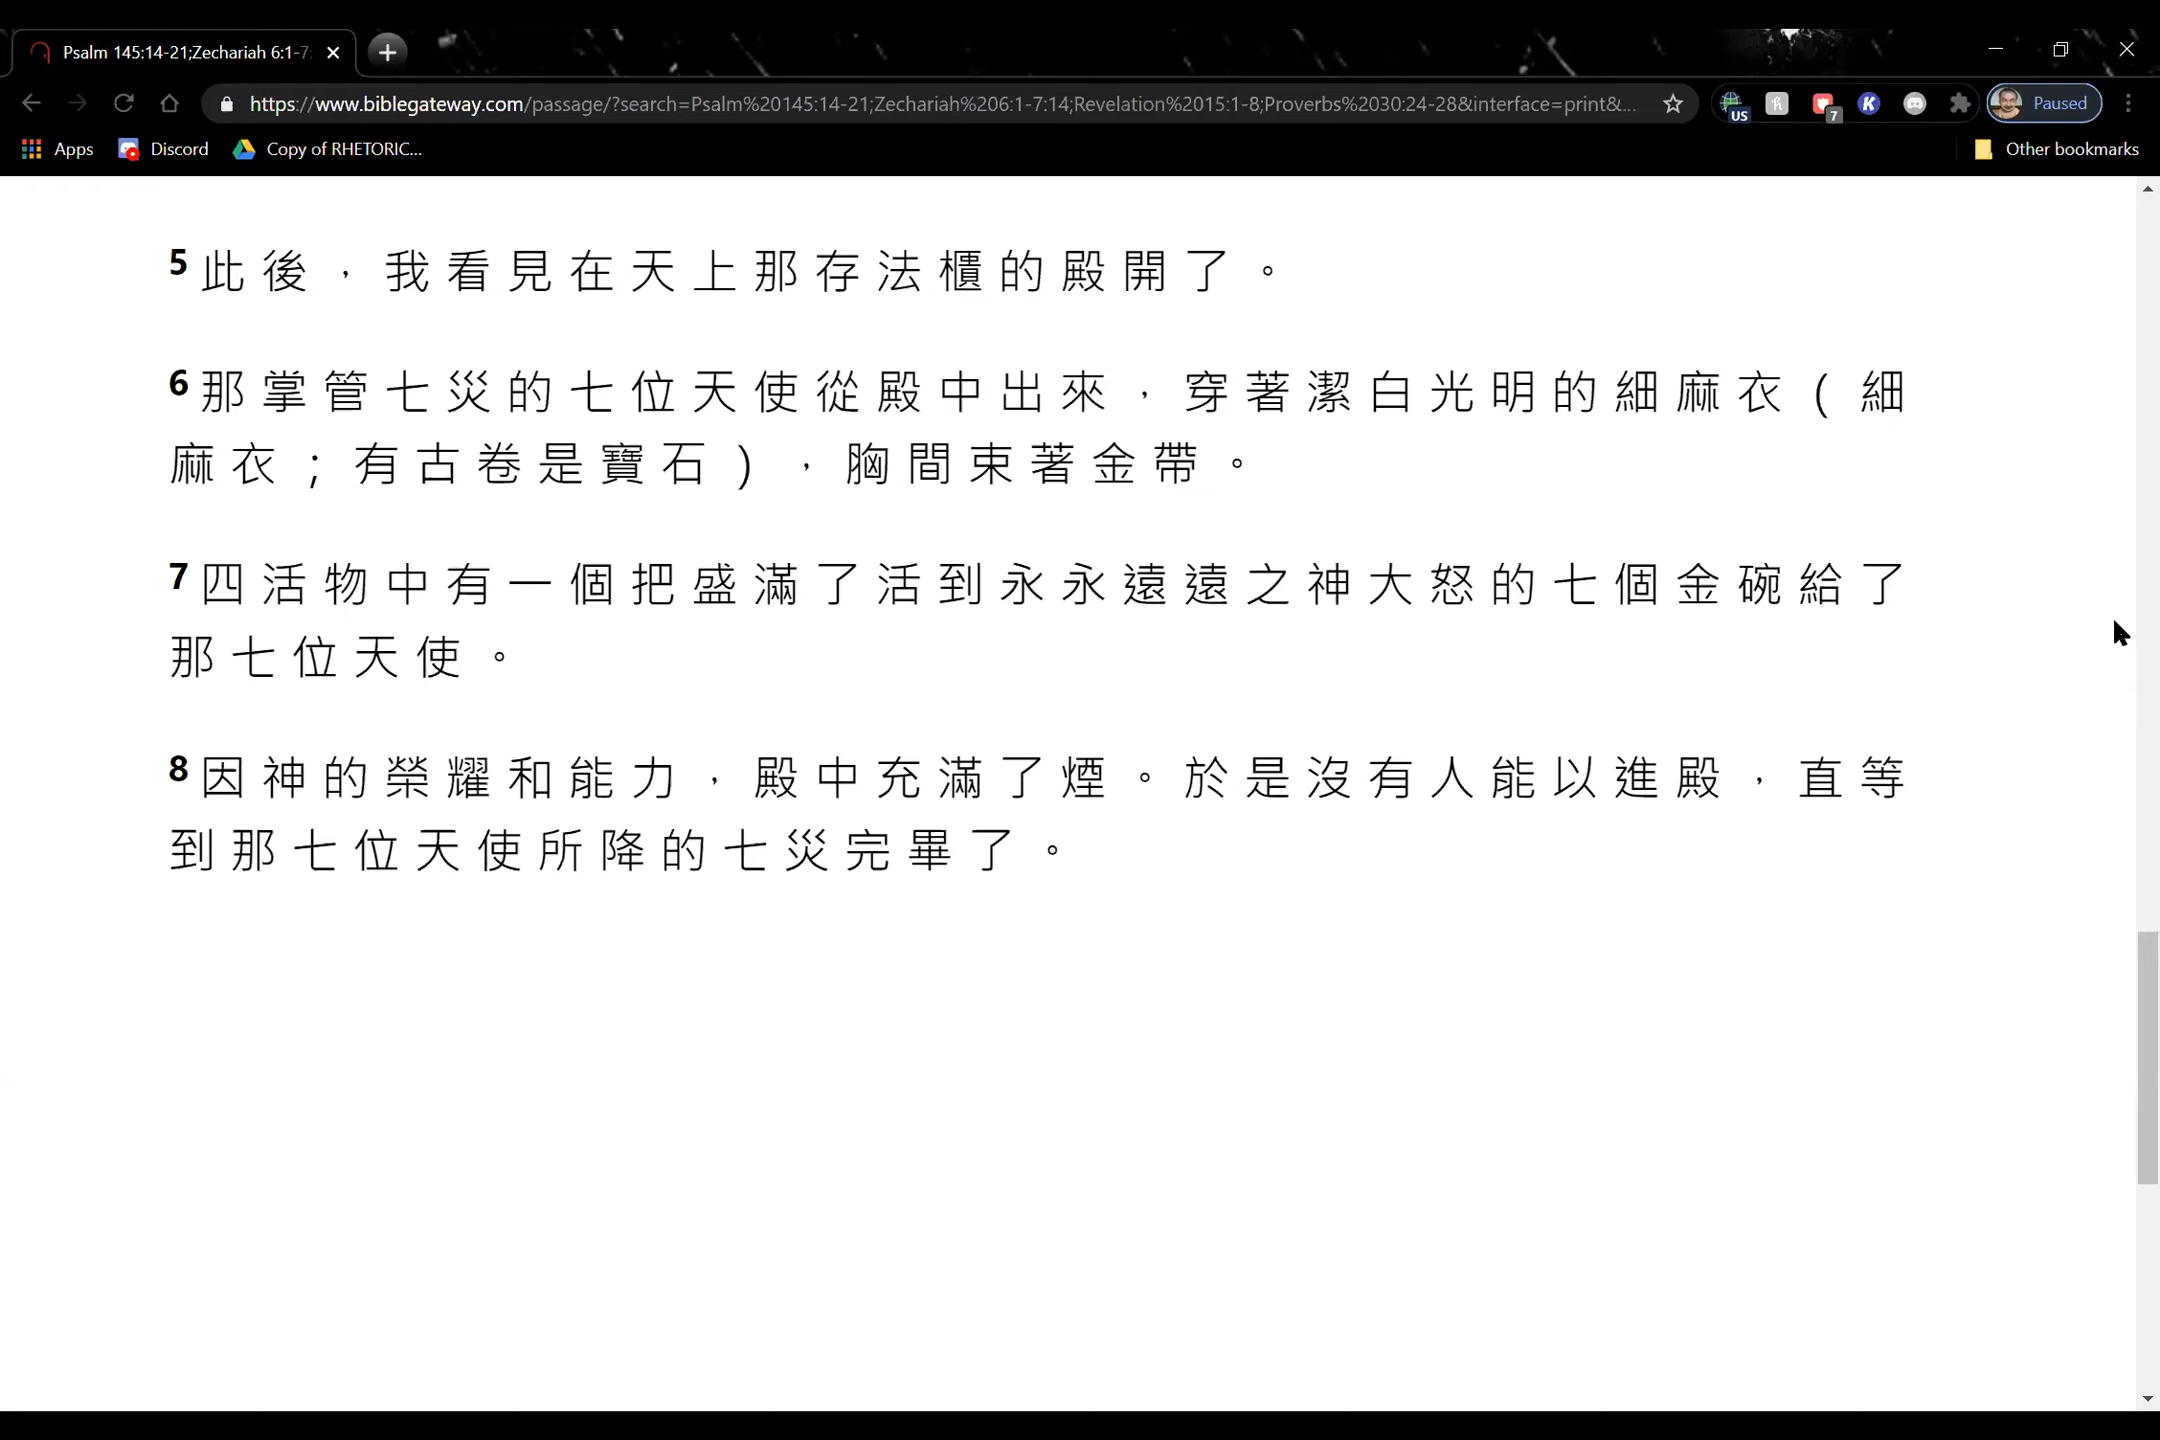 Psalm 145:14-21;Zechariah 6:1-7:
https://www.biblegateway.com/passage/?search=Psalm%20145:14-21;Zechariah%206:1-7:14;Revelation%2015:1-8;Proverbs%2030:24-28&interface=print&...
US
7
K
Paused
Apps
Discord
Copy of RHETORIC...
Other bookmarks
5 此後，我看見在天上那存法櫃的殿開了。
6 那掌管七災的七位天使從殿中出來，穿著潔白光明的細麻衣(細
麻衣；有古卷是寶石)，胸間束著金帶。
7 四活物中有一個把盛滿了活到永永遠遠之神大怒的七個金碗給了
那七位天使。
8 因神的榮耀和能力，殿中充滿了煙。於是沒有人能以進殿，直等
到那七位天使所降的七災完畢了。